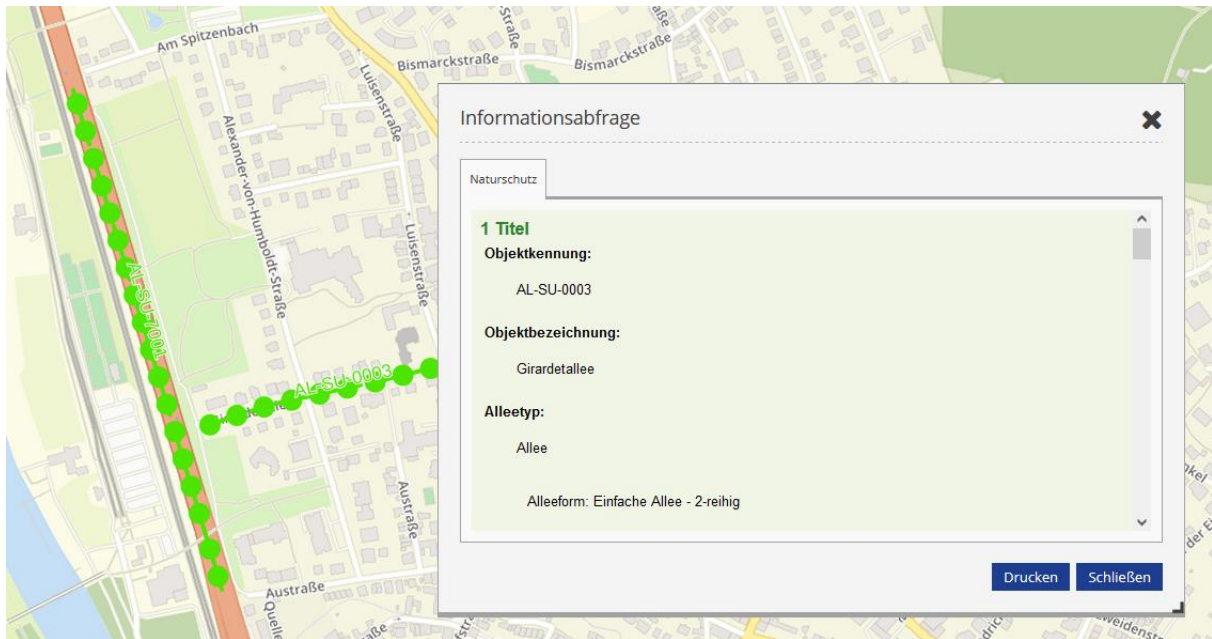 Am Spitzenbach
Luisenstraße
Bismarckstraße
Bismarckstraße
Alexander-von-Humboldt-Straße
Luisenstraße
AL-SU-7001
AL-SU-0003
Austraße
Austraße
Informationsabfrage
Naturschutz
1 Titel
Objektkennung:
AL-SU-0003
Objektbezeichnung:
Girardetallee
Alleetyp:
Allee
Alleeform: Einfache Allee - 2-reihig
Drucken Schließen